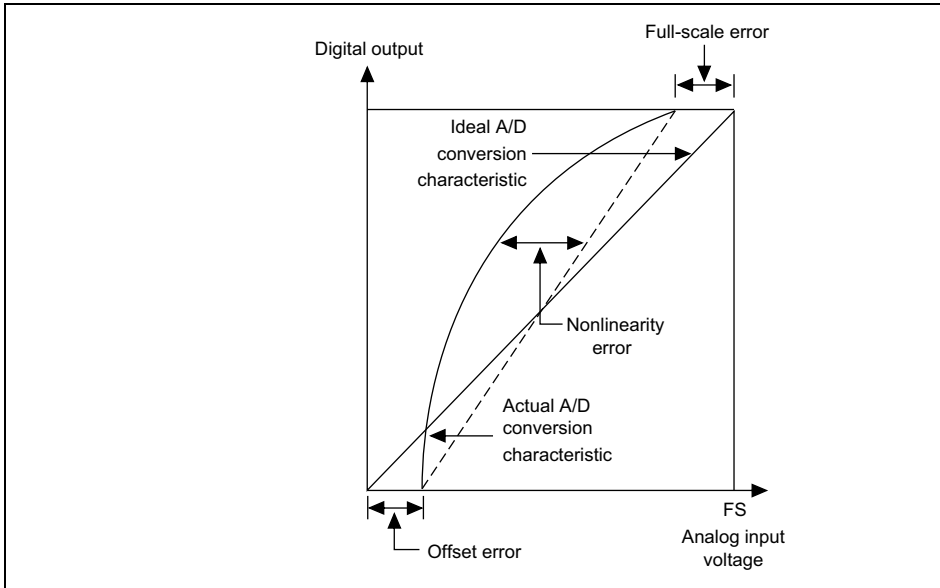 Full-scale error
Digital output
Ideal A/D
conversion
characteristic
Nonlinearity
error
Actual A/D
conversion
characteristic
FS
Analog input
voltage
Offset error